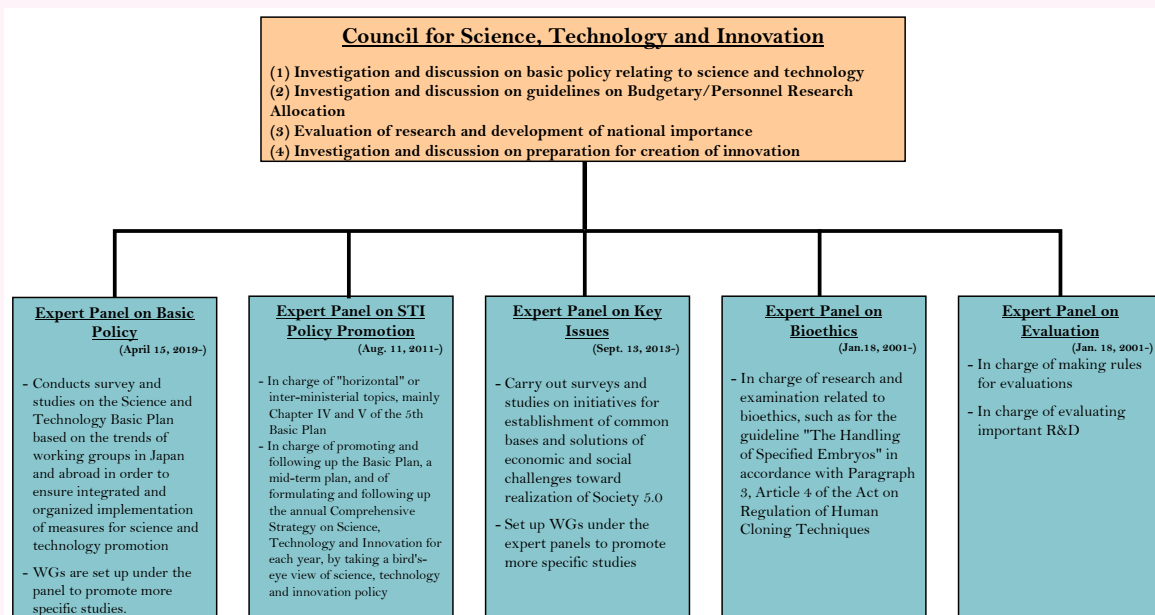 Council for Science, Technology and Innovation
(1) Investigation and discussion on basic policy relating to science and technology
(2) Investigation and discussion on guidelines on Budgetary/Personnel Research
Allocation
(3) Evaluation of research and development of national importance
(4) Investigation and discussion on preparation for creation of innovation
Expert Panel on Basic
Policy
(April 15, 2019-)
- Conducts survey and
studies on the Science and
Technology Basic Plan
based on the trends of
working groups in Japan
and abroad in order to
ensure integrated and
organized implementation
of measures for science and
technology promotion
- WGs are set up under the
panel to promote more
specific studies.
Expert Panel on STI
Policy Promotion
(Aug. 11, 2011-)
- In charge of "horizontal" or
inter-ministerial topics, mainly
Chapter IV and V of the 5th
Basic Plan
- In charge of promoting and
following up the Basic Plan, a
mid-term plan, and of
formulating and following up
the annual Comprehensive
Strategy on Science,
Technology and Innovation for
each year, by taking a bird's-
eye view of science, technology
and innovation policy
Expert Panel on Key
Issues
(Sept. 13, 2013-)
- Carry out surveys and
studies on initiatives for
establishment of common
bases and solutions of
economic and social
challenges toward
realization of Society 5.0
- Set up WGs under the
expert panels to promote
more specific studies
Expert Panel on
Bioethics
(Jan.18, 2001-)
- In charge of research and
examination related to
bioethics, such as for the
guideline "The Handling
of Specified Embryos" in
accordance with Paragraph
3, Article 4 of the Act on
Regulation of Human
Cloning Techniques
Expert Panel on
Evaluation
(Jan. 18, 2001-)
- In charge of making rules
for evaluations
- In charge of evaluating
important R&D